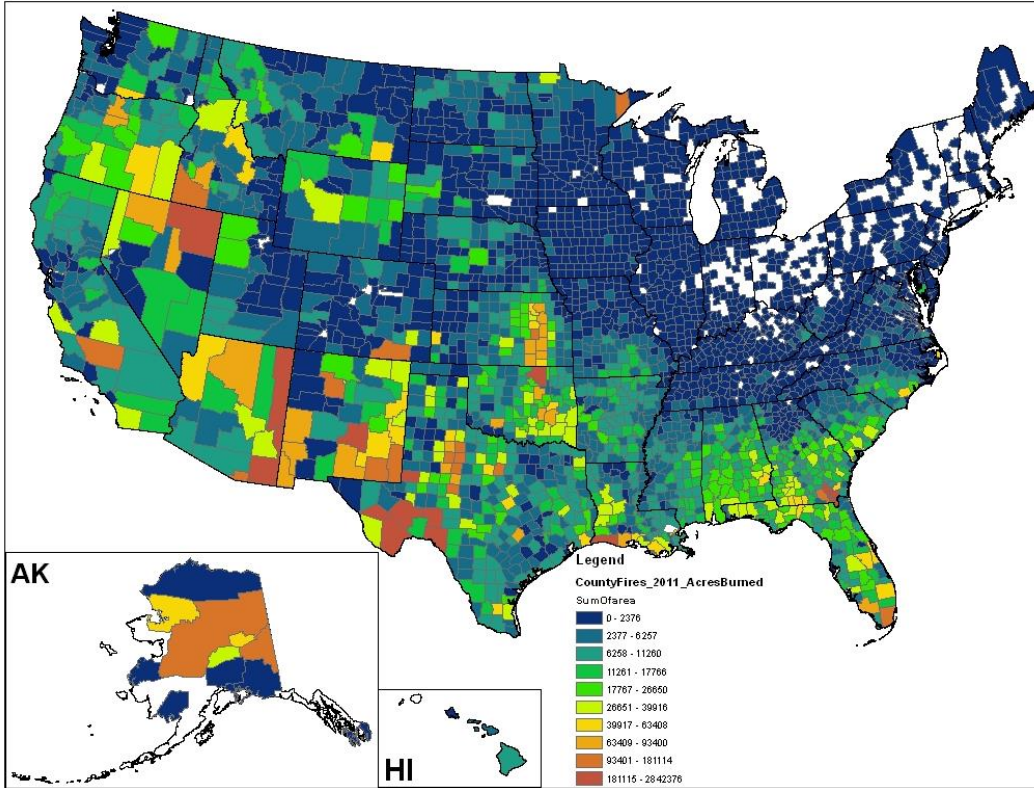 AK
HI
Legend
CountyFires_2011_AcresBurned
SumOfarea
0 - 2376
2377 - 6257
6258 - 11260
11261 - 17766
17767 - 26650
26651 - 39916
39917 - 63408
63409 - 93400
93401 - 181114
181115 - 2842376